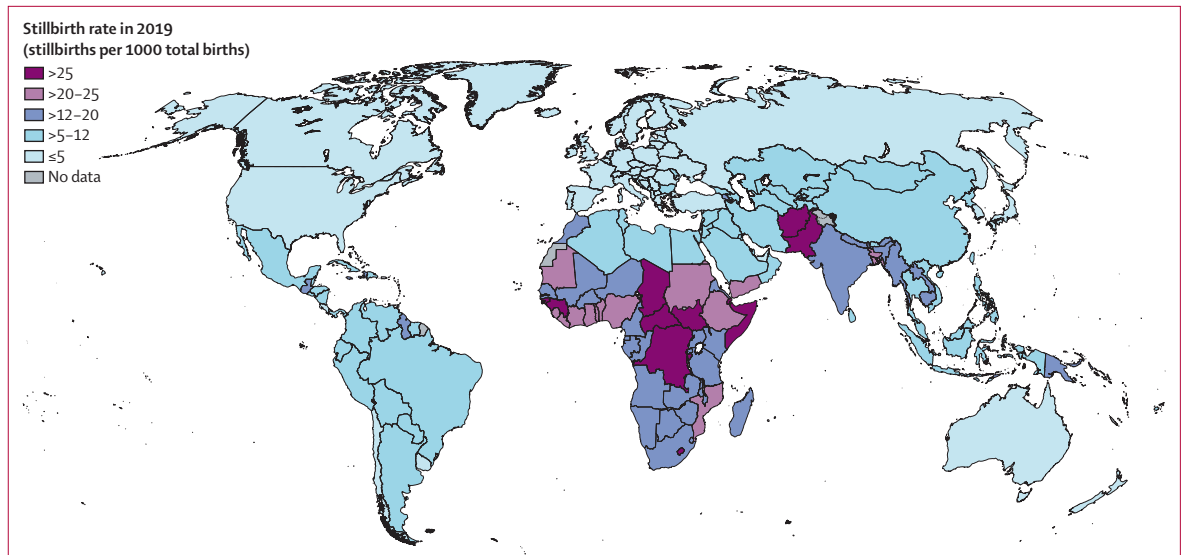 Stillbirth rate in 2019
(stillbirths per 1000 total births)
>25
>20–25
>12–20
>5–12
≤5
No data